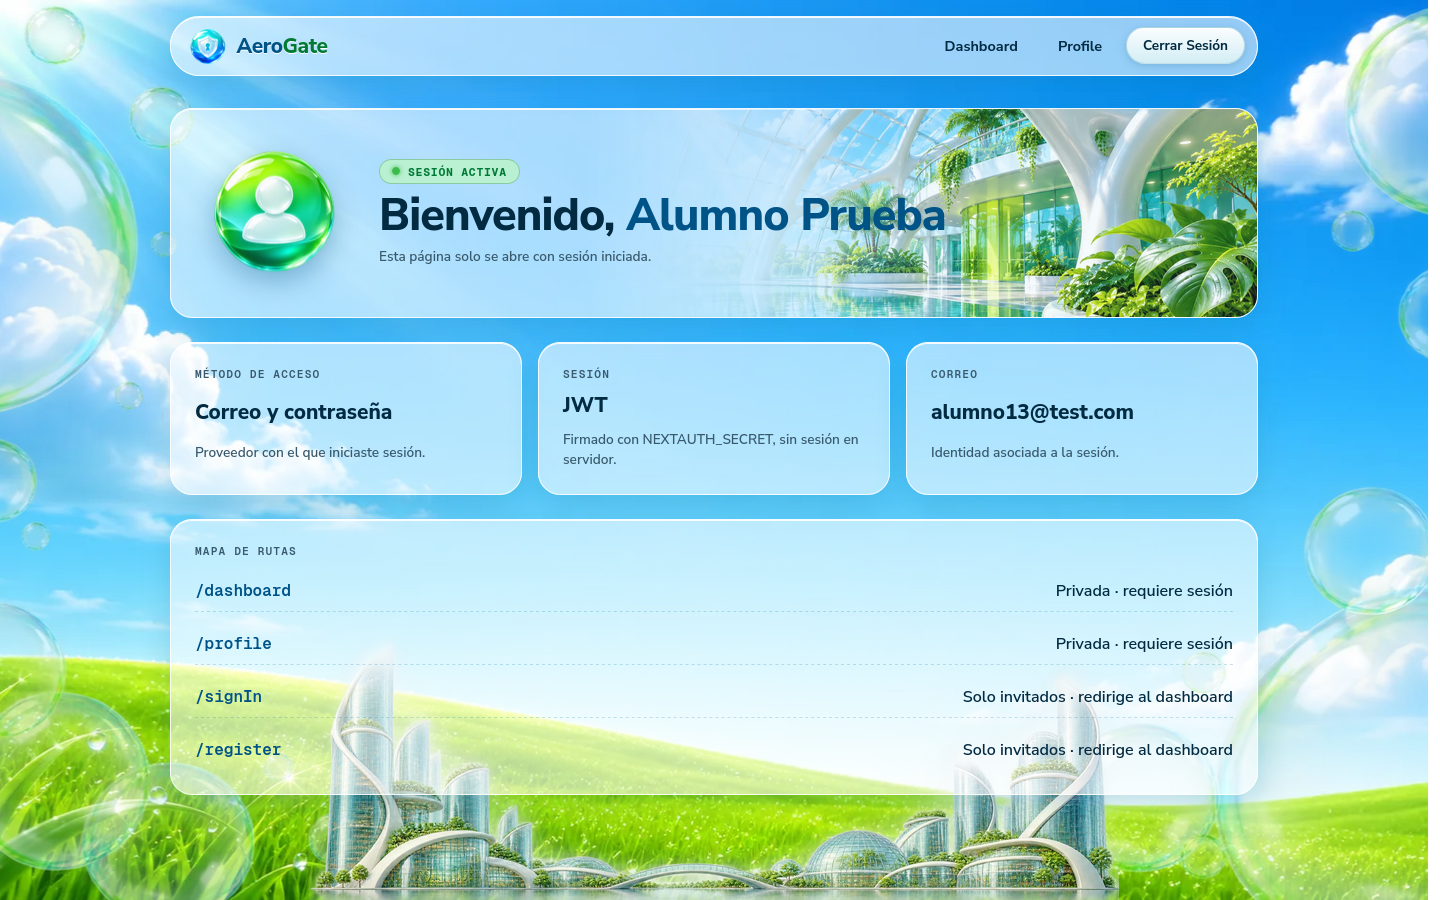 AeroGate
Dashboard
Profile
Cerrar Sesión
SESIÓN ACTIVA
Bienvenido, Alumno Prueba
Esta página solo se abre con sesión iniciada.
MÉTODO DE ACCESO
Correo y contraseña
Proveedor con el que iniciaste sesión.
SESIÓN
JWT
Firmado con NEXTAUTH_SECRET, sin sesión en
servidor.
CORREO
alumno13@test.com
Identidad asociada a la sesión.
MAPA DE RUTAS
/dashboard Privada · requiere sesión
/profile Privada · requiere sesión
/signIn Solo invitados · redirige al dashboard
/register Solo invitados · redirige al dashboard